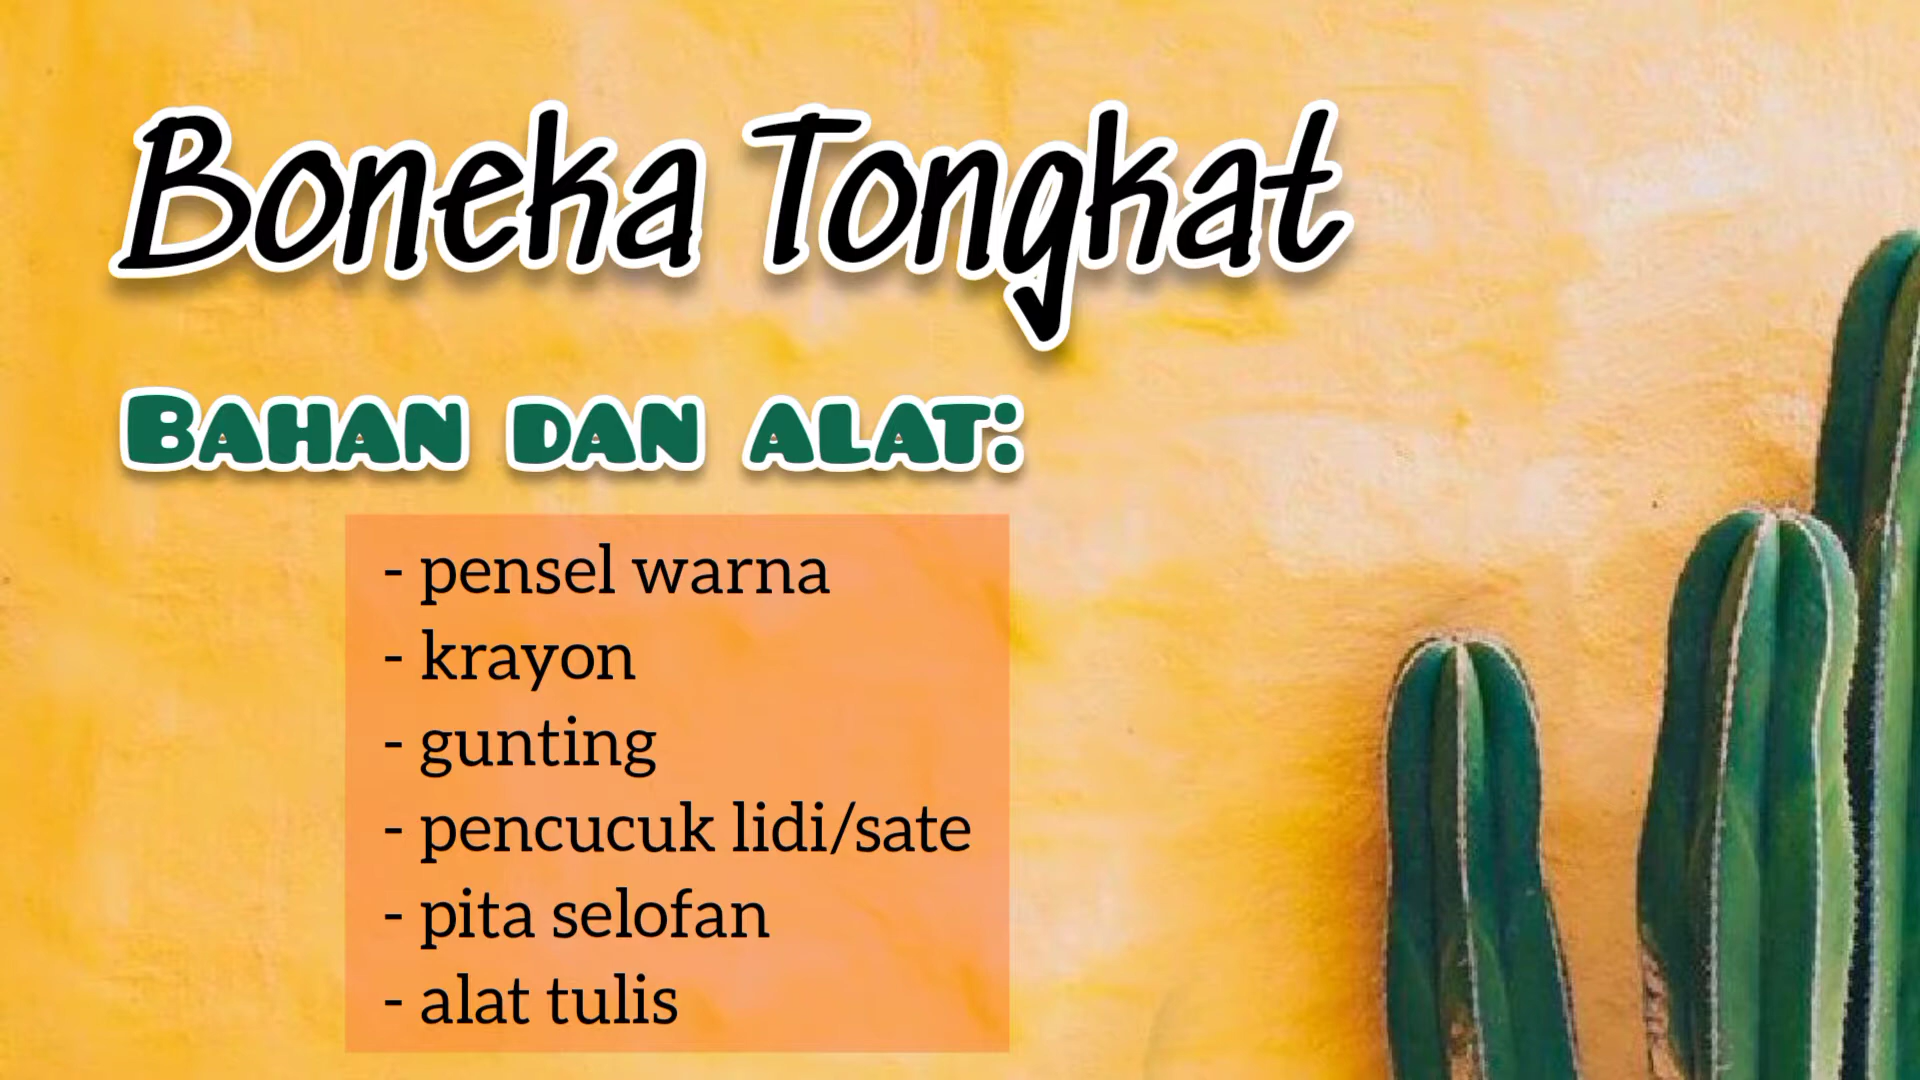 Boneka Tongkat
Bahan dan alat:
- pensel warna
- krayon
- gunting
- pencucuk lidi/sate
- pita selofan
- alat tulis